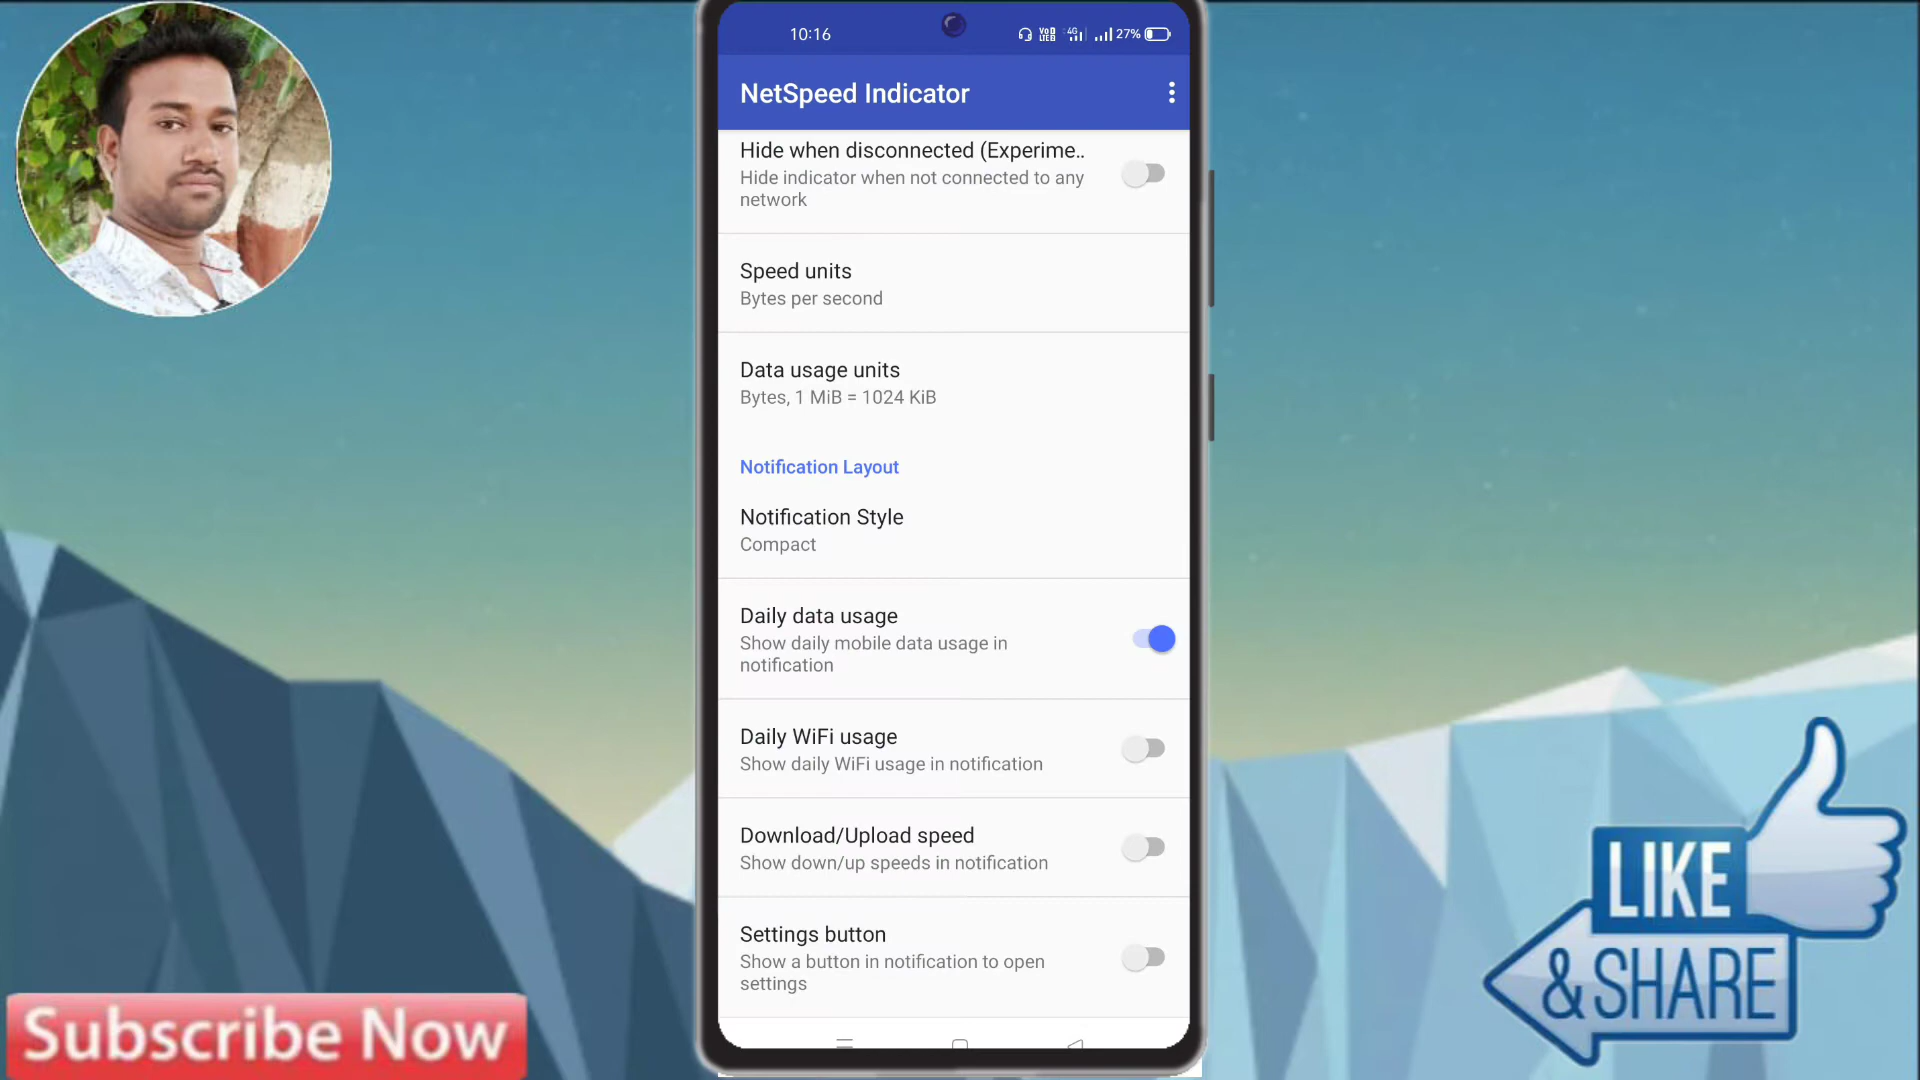 10:16
VoD
LTE
4G
27%
NetSpeed Indicator
Hide when disconnected (Experime..
Hide indicator when not connected to any
network
Speed units
Bytes per second
Data usage units
Bytes, 1 MiB = 1024 KiB
Notification Layout
Notification Style
Compact
Daily data usage
Show daily mobile data usage in
notification
Daily WiFi usage
Show daily WiFi usage in notification
Download/Upload speed
Show down/up speeds in notification
Settings button
Show a button in notification to open
settings
LIKE
&SHARE
Subscribe Now